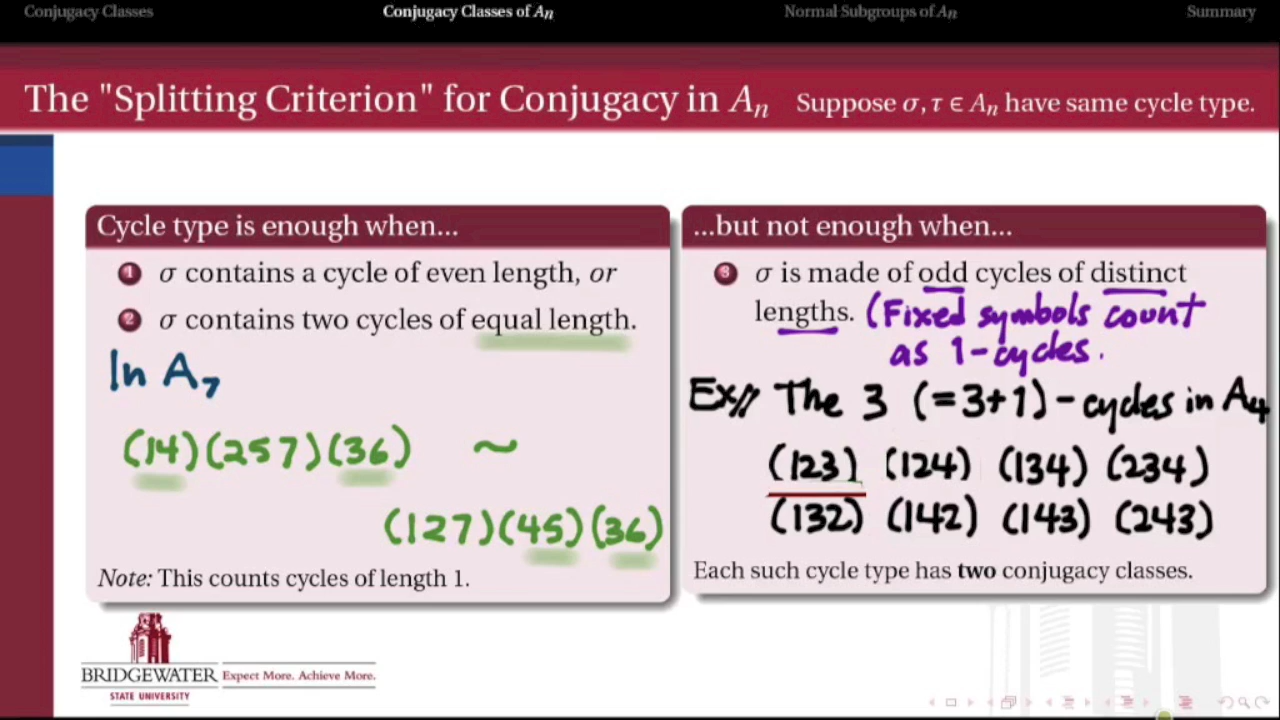 Conjugacy Classes Conjugacy Classes of Aₙ Normal Subgroups of Aₙ Summary
The "Splitting Criterion" for Conjugacy in Aₙ Suppose σ, τ ∈ Aₙ have same cycle type.
Cycle type is enough when...
1 σ contains a cycle of even length, or
2 σ contains two cycles of equal length.
In A₇
(14)(257)(36) ~
(127)(45)(36)
Note: This counts cycles of length 1.
...but not enough when...
3 σ is made of odd cycles of distinct
lengths. (Fixed symbols count
as 1-cycles.
Ex// The 3 (=3+1)-cycles in A₄
(123) (124) (134) (234)
(132) (142) (143) (243)
Each such cycle type has two conjugacy classes.
BRIDGEWATER Expect More. Achieve More.
STATE UNIVERSITY